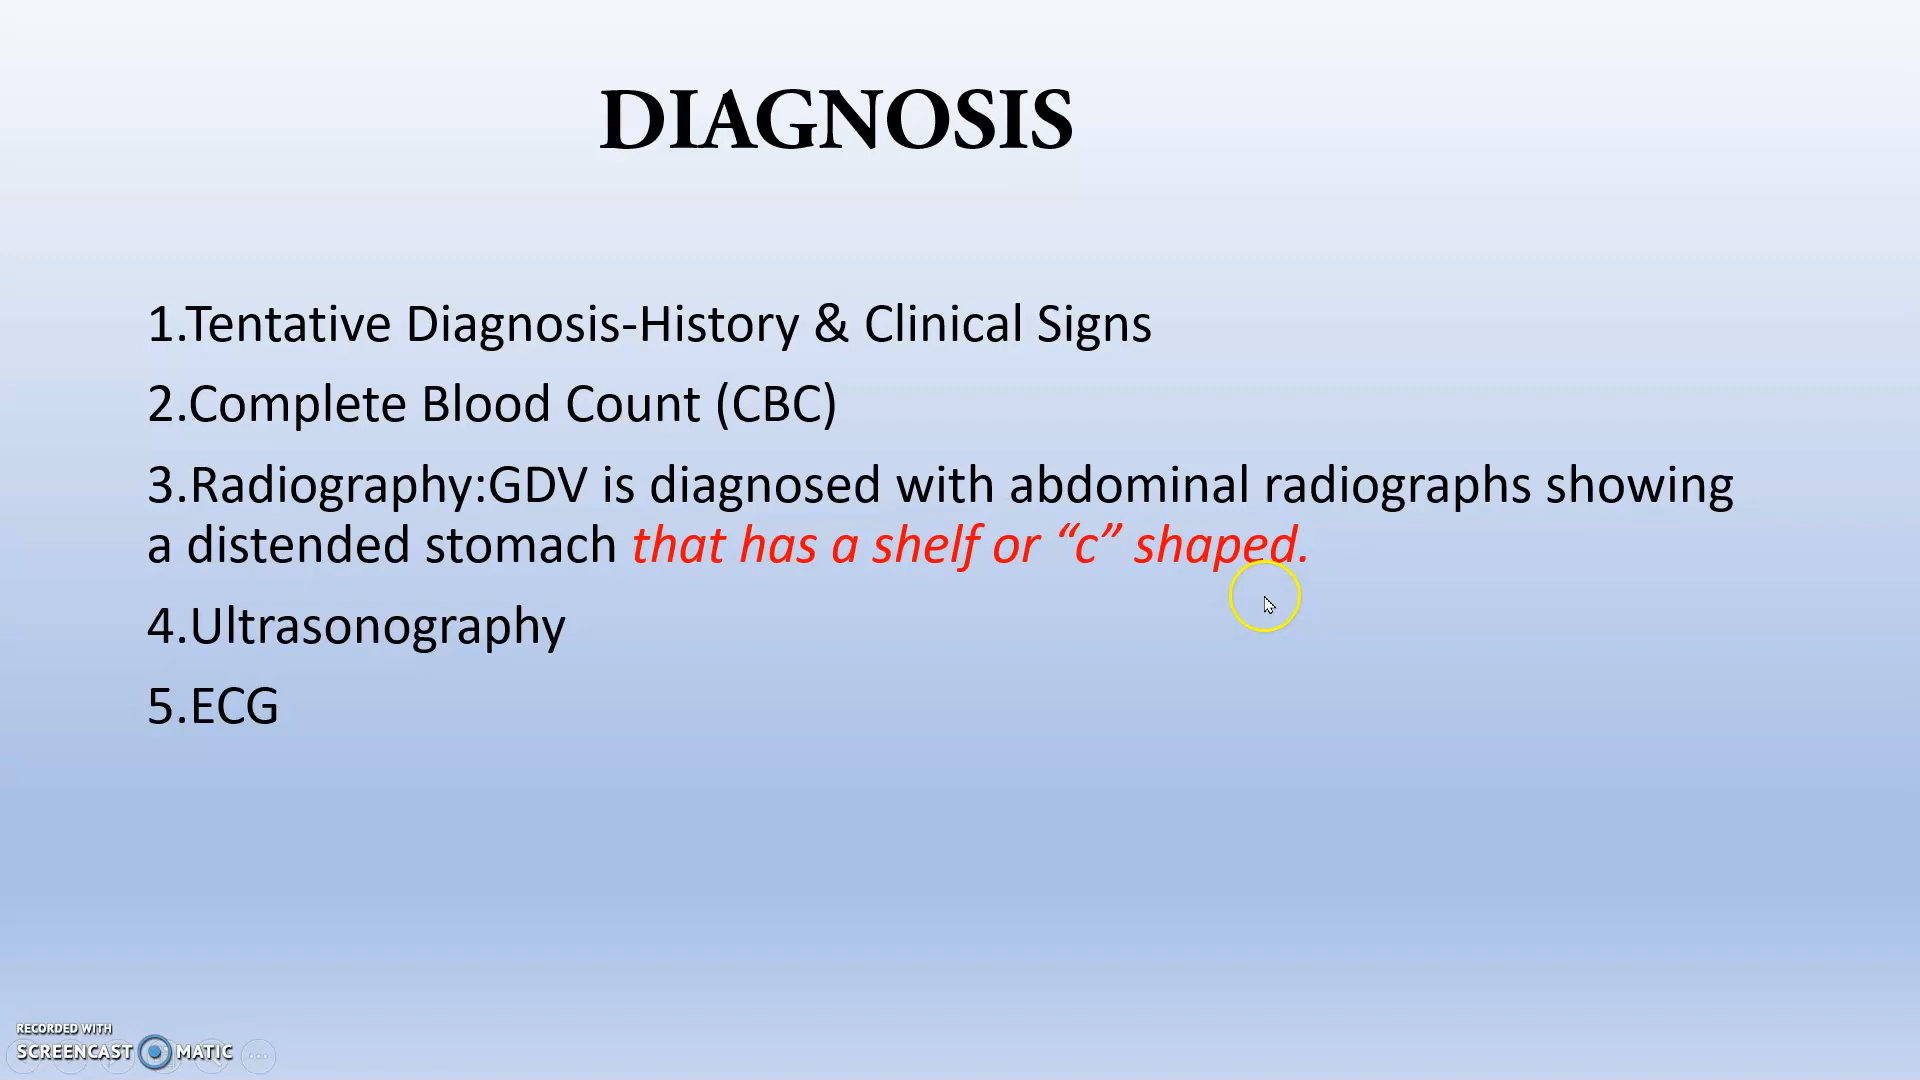 DIAGNOSIS
1.Tentative Diagnosis-History & Clinical Signs
2.Complete Blood Count (CBC)
3.Radiography:GDV is diagnosed with abdominal radiographs showing
a distended stomach that has a shelf or “c” shaped.
4.Ultrasonography
5.ECG
RECORDED WITH
SCREENCAST MATIC